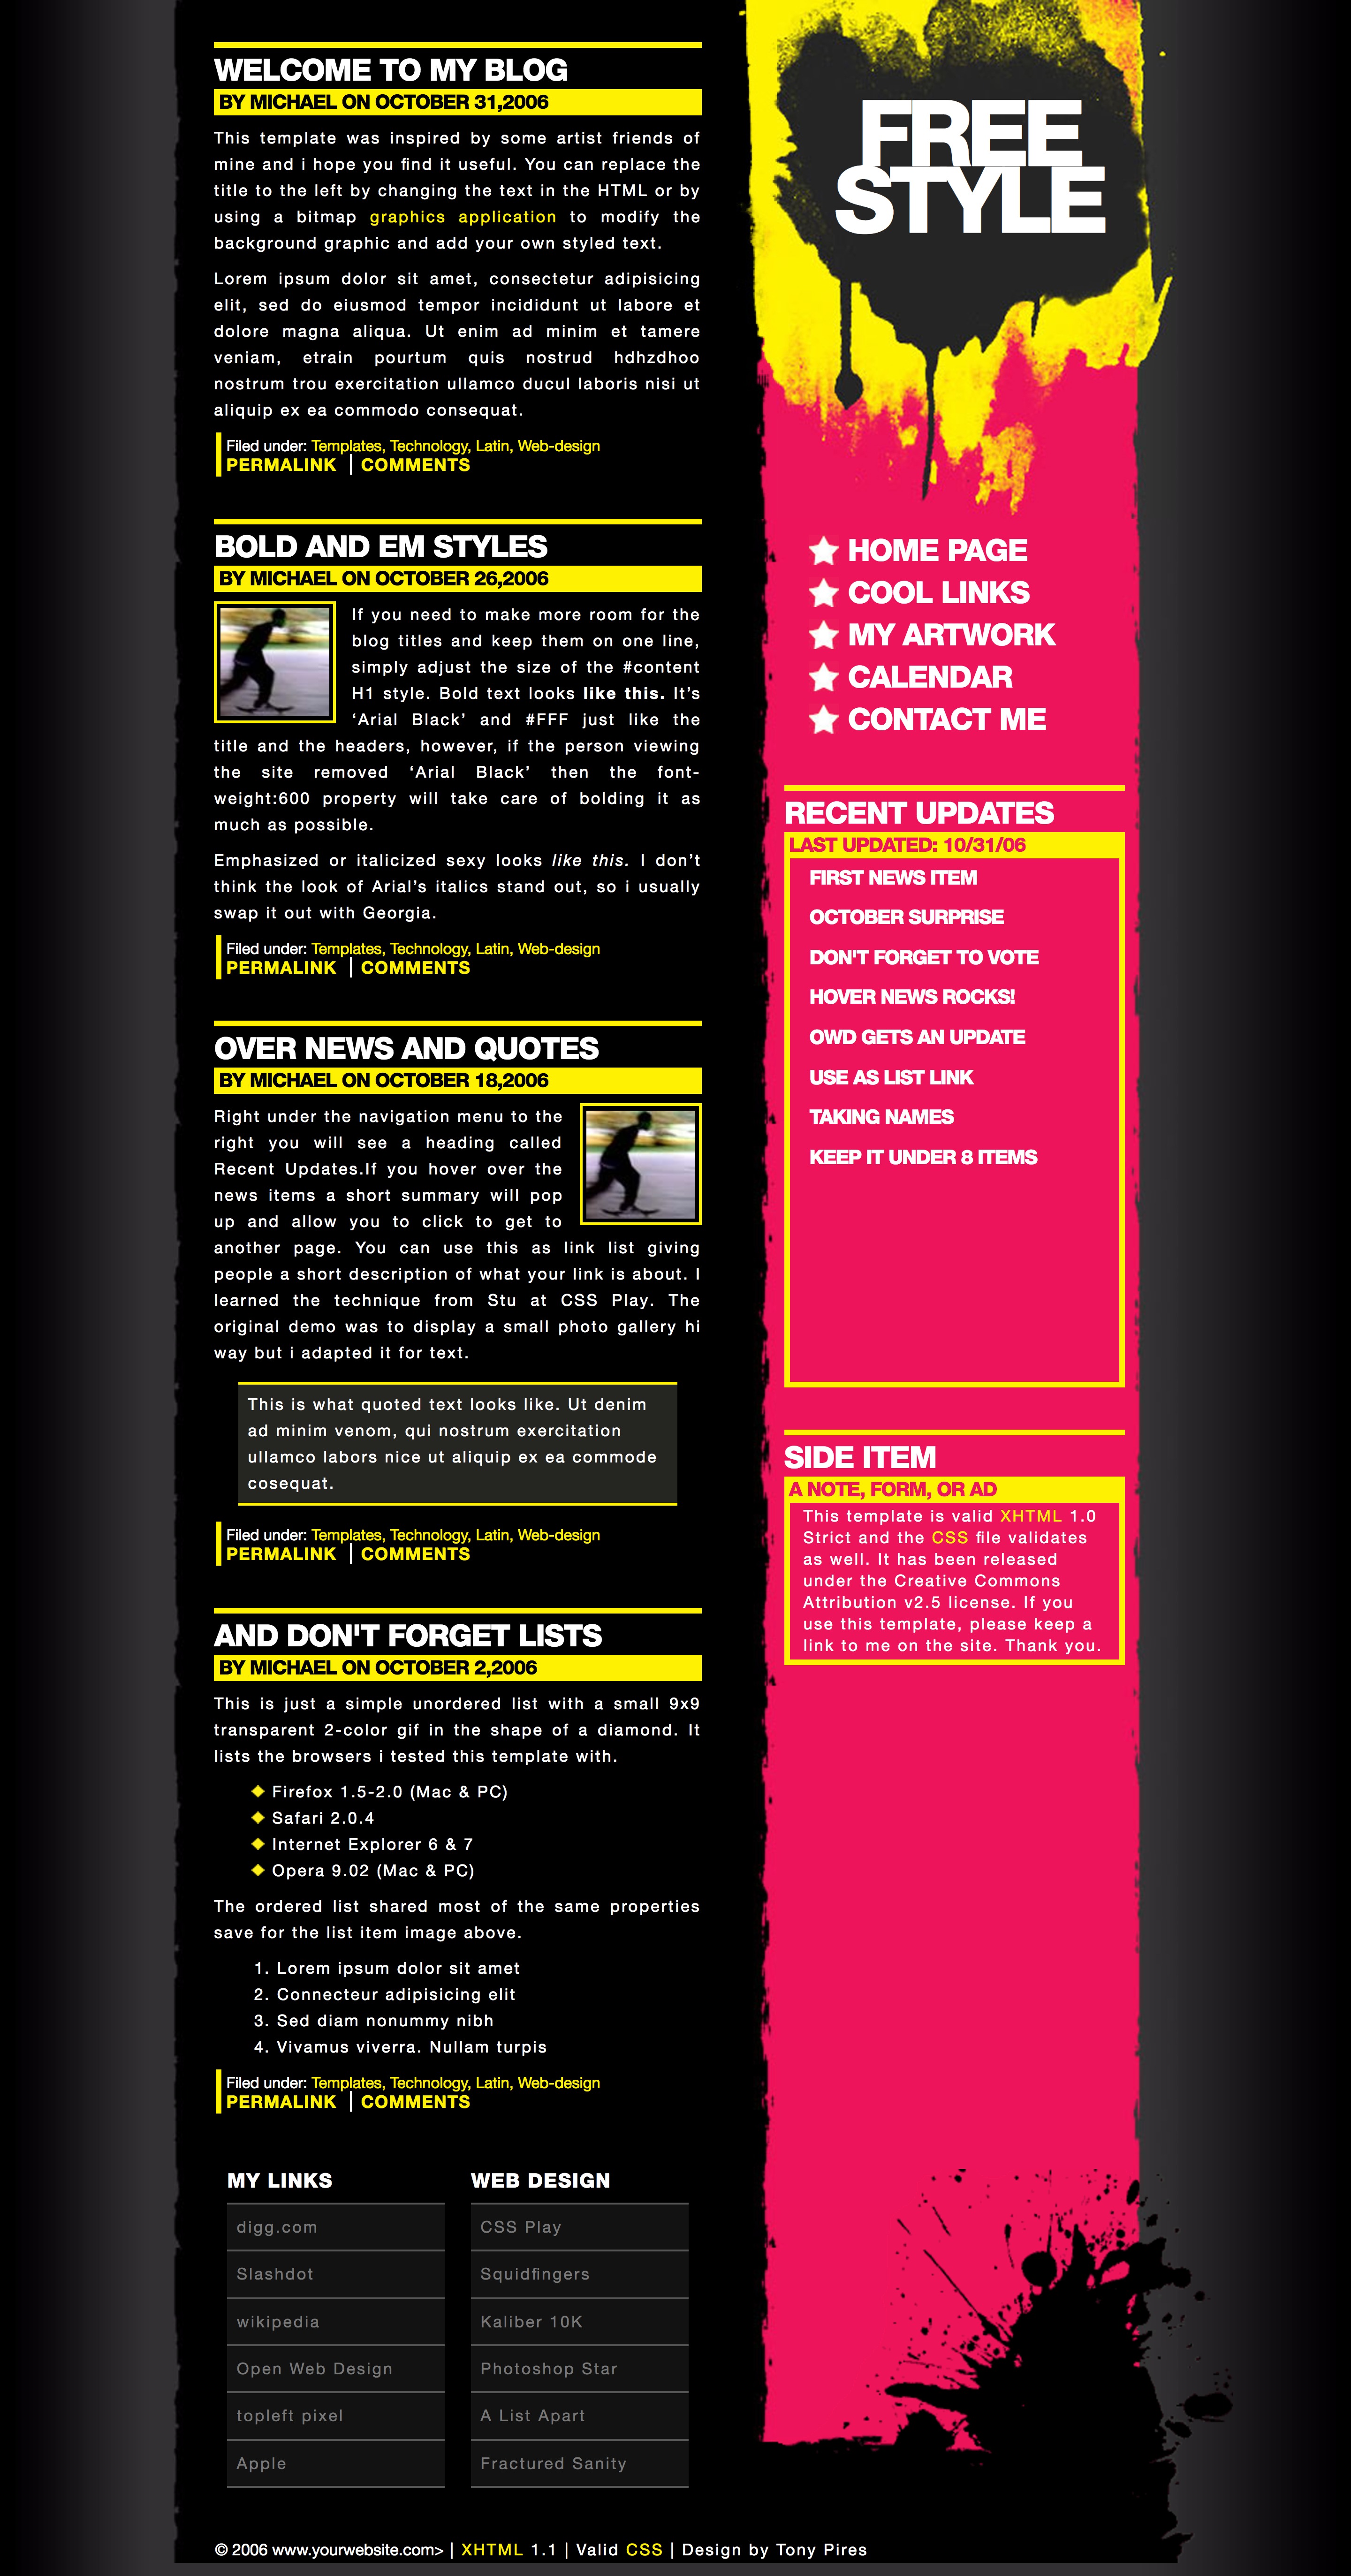 WELCOME TO MY BLOG
BY MICHAEL ON OCTOBER 31,2006
This template was inspired by some artist friends of
mine and i hope you find it useful. You can replace the
title to the left by changing the text in the HTML or by
using a bitmap graphics application to modify the
background graphic and add your own styled text.
Lorem ipsum dolor sit amet, consectetur adipisicing
elit, sed do eiusmod tempor incididunt ut labore et
dolore magna aliqua. Ut enim ad minim et tamere
veniam, etrain pourtum quis nostrud hdhzdhoo
nostrum trou exercitation ullamco ducul laboris nisi ut
aliquip ex ea commodo consequat.
Filed under: Templates, Technology, Latin, Web-design
PERMALINK | COMMENTS
BOLD AND EM STYLES
BY MICHAEL ON OCTOBER 26,2006
If you need to make more room for the
blog titles and keep them on one line,
simply adjust the size of the #content
H1 style. Bold text looks like this. It's
‘Arial Black’ and #FFF just like the
title and the headers, however, if the person viewing
the site removed ‘Arial Black’ then the font-
weight:600 property will take care of bolding it as
much as possible.
Emphasized or italicized sexy looks like this. I don’t
think the look of Arial’s italics stand out, so i usually
swap it out with Georgia.
Filed under: Templates, Technology, Latin, Web-design
PERMALINK | COMMENTS
OVER NEWS AND QUOTES
BY MICHAEL ON OCTOBER 18,2006
Right under the navigation menu to the
right you will see a heading called
Recent Updates.If you hover over the
news items a short summary will pop
up and allow you to click to get to
another page. You can use this as link list giving
people a short description of what your link is about. I
learned the technique from Stu at CSS Play. The
original demo was to display a small photo gallery hi
way but i adapted it for text.
This is what quoted text looks like. Ut denim
ad minim venom, qui nostrum exercitation
ullamco labors nice ut aliquip ex ea commode
cosequat.
Filed under: Templates, Technology, Latin, Web-design
PERMALINK | COMMENTS
AND DON'T FORGET LISTS
BY MICHAEL ON OCTOBER 2,2006
This is just a simple unordered list with a small 9x9
transparent 2-color gif in the shape of a diamond. It
lists the browsers i tested this template with.
Firefox 1.5-2.0 (Mac & PC)
Safari 2.0.4
Internet Explorer 6 & 7
Opera 9.02 (Mac & PC)
The ordered list shared most of the same properties
save for the list item image above.
1. Lorem ipsum dolor sit amet
2. Connecteur adipisicing elit
3. Sed diam nonummy nibh
4. Vivamus viverra. Nullam turpis
Filed under: Templates, Technology, Latin, Web-design
PERMALINK | COMMENTS
MY LINKS
digg.com
Slashdot
wikipedia
Open Web Design
topleft pixel
Apple
WEB DESIGN
CSS Play
Squidfingers
Kaliber 10K
Photoshop Star
A List Apart
Fractured Sanity
FREE
STYLE
HOME PAGE
COOL LINKS
MY ARTWORK
CALENDAR
CONTACT ME
RECENT UPDATES
LAST UPDATED: 10/31/06
FIRST NEWS ITEM
OCTOBER SURPRISE
DON'T FORGET TO VOTE
HOVER NEWS ROCKS!
OWD GETS AN UPDATE
USE AS LIST LINK
TAKING NAMES
KEEP IT UNDER 8 ITEMS
SIDE ITEM
A NOTE, FORM, OR AD
This template is valid XHTML 1.0
Strict and the CSS file validates
as well. It has been released
under the Creative Commons
Attribution v2.5 license. If you
use this template, please keep a
link to me on the site. Thank you.
© 2006 www.yourwebsite.com> | XHTML 1.1 | Valid CSS | Design by Tony Pires